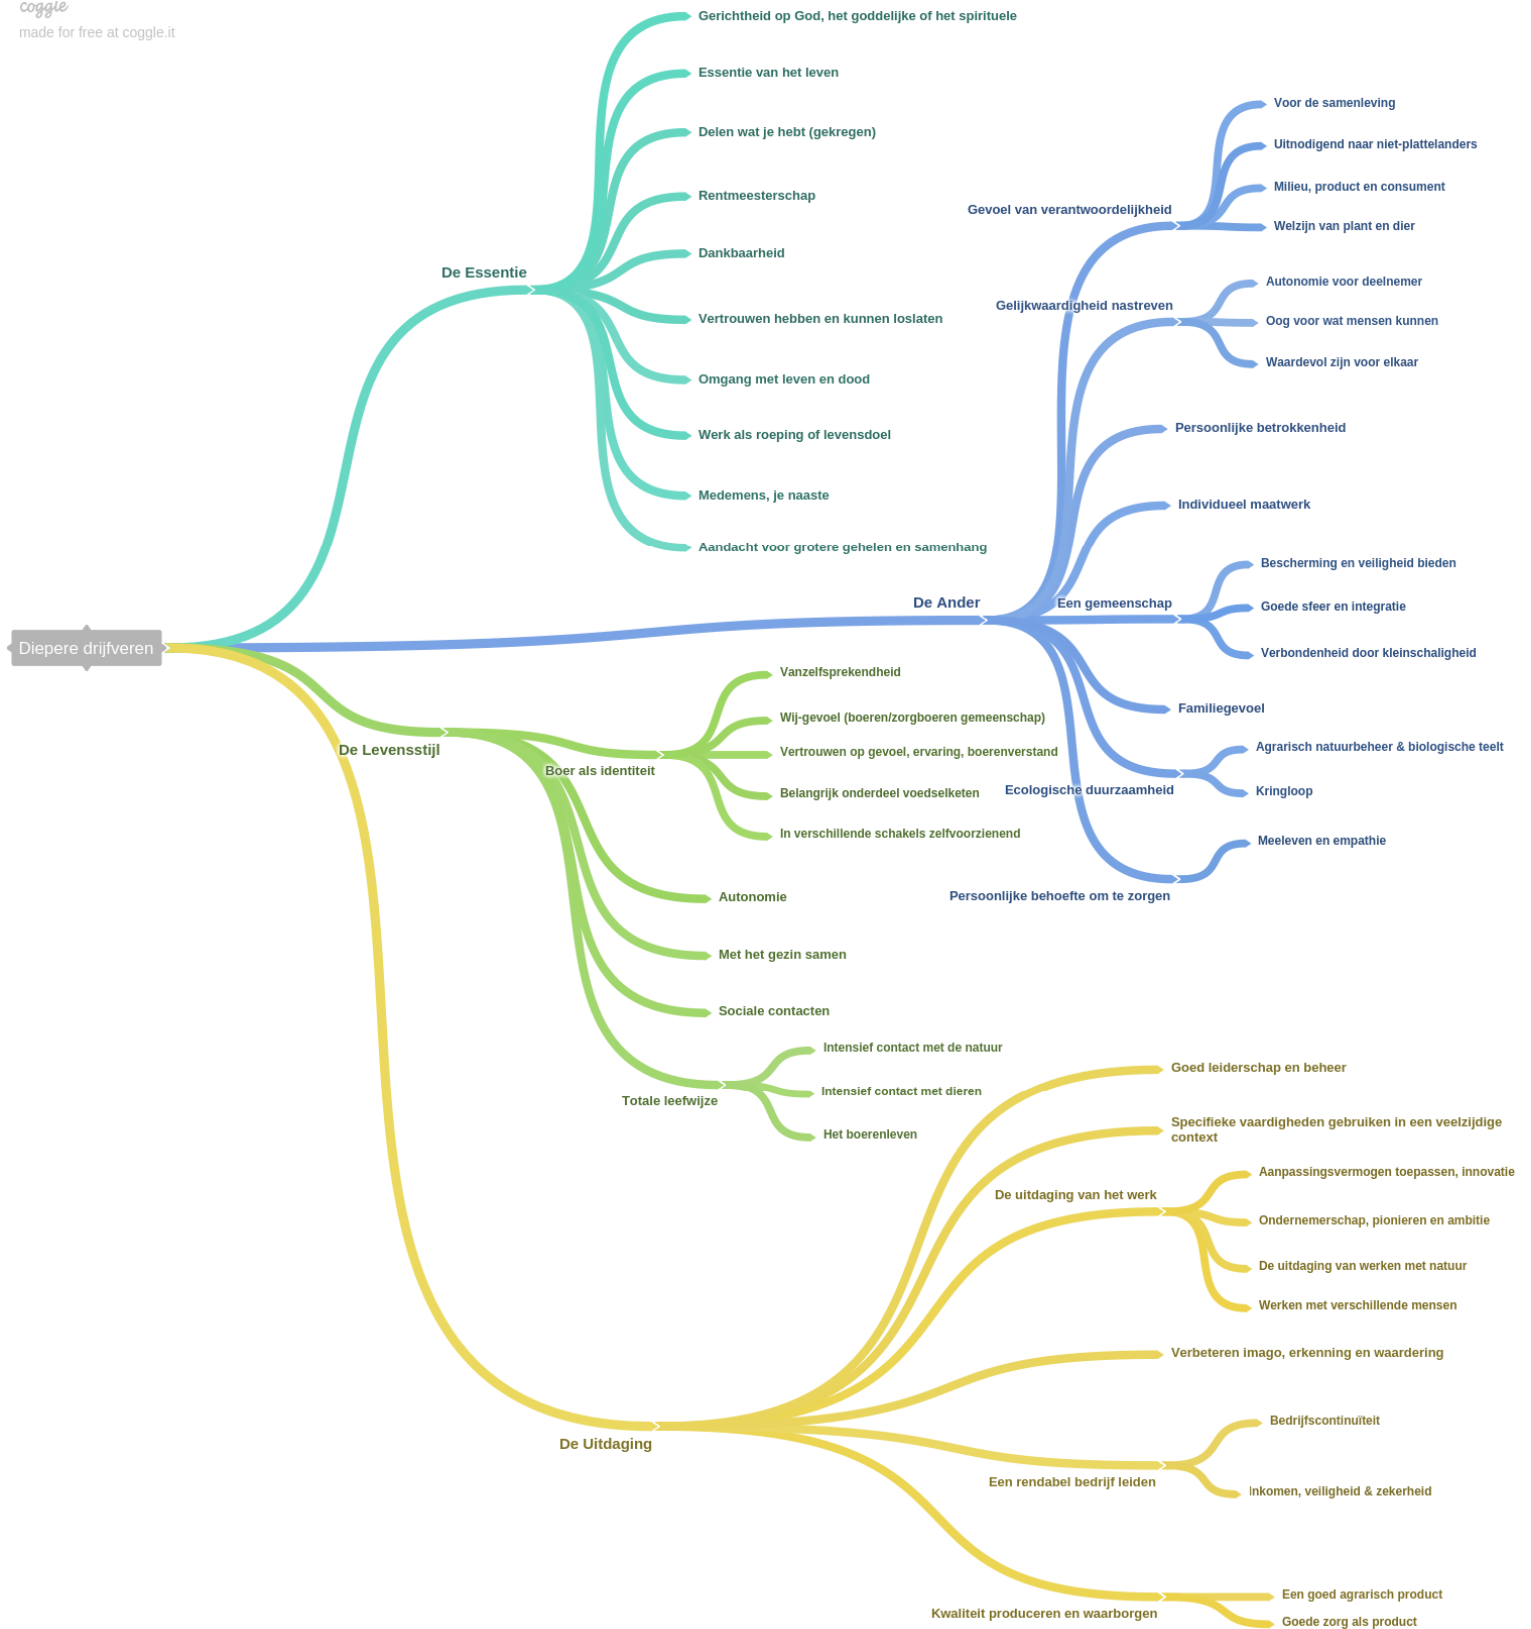 coggle
made for free at coggle.it
Diepere drijfveren
De Essentie
Gerichtheid op God, het goddelijke of het spirituele
Essentie van het leven
Delen wat je hebt (gekregen)
Rentmeesterschap
Dankbaarheid
Vertrouwen hebben en kunnen loslaten
Omgang met leven en dood
Werk als roeping of levensdoel
Medemens, je naaste
Aandacht voor grotere gehelen en samenhang
De Ander
Gevoel van verantwoordelijkheid
Voor de samenleving
Uitnodigend naar niet-plattelanders
Milieu, product en consument
Welzijn van plant en dier
Gelijkwaardigheid nastreven
Autonomie voor deelnemer
Oog voor wat mensen kunnen
Waardevol zijn voor elkaar
Persoonlijke betrokkenheid
Individueel maatwerk
Een gemeenschap
Bescherming en veiligheid bieden
Goede sfeer en integratie
Verbondenheid door kleinschaligheid
Familiegevoel
Ecologische duurzaamheid
Agrarisch natuurbeheer & biologische teelt
Kringloop
Persoonlijke behoefte om te zorgen
Meeleven en empathie
De Levensstijl
Boer als identiteit
Vanzelfsprekendheid
Wij-gevoel (boeren/zorgboeren gemeenschap)
Vertrouwen op gevoel, ervaring, boerenverstand
Belangrijk onderdeel voedselketen
In verschillende schakels zelfvoorzienend
Autonomie
Met het gezin samen
Sociale contacten
Totale leefwijze
Intensief contact met de natuur
Intensief contact met dieren
Het boerenleven
De Uitdaging
Goed leiderschap en beheer
Specifieke vaardigheden gebruiken in een veelzijdige
context
De uitdaging van het werk
Aanpassingsvermogen toepassen, innovatie
Ondernemerschap, pionieren en ambitie
De uitdaging van werken met natuur
Werken met verschillende mensen
Verbeteren imago, erkenning en waardering
Een rendabel bedrijf leiden
Bedrijfscontinuïteit
Inkomen, veiligheid & zekerheid
Kwaliteit produceren en waarborgen
Een goed agrarisch product
Goede zorg als product